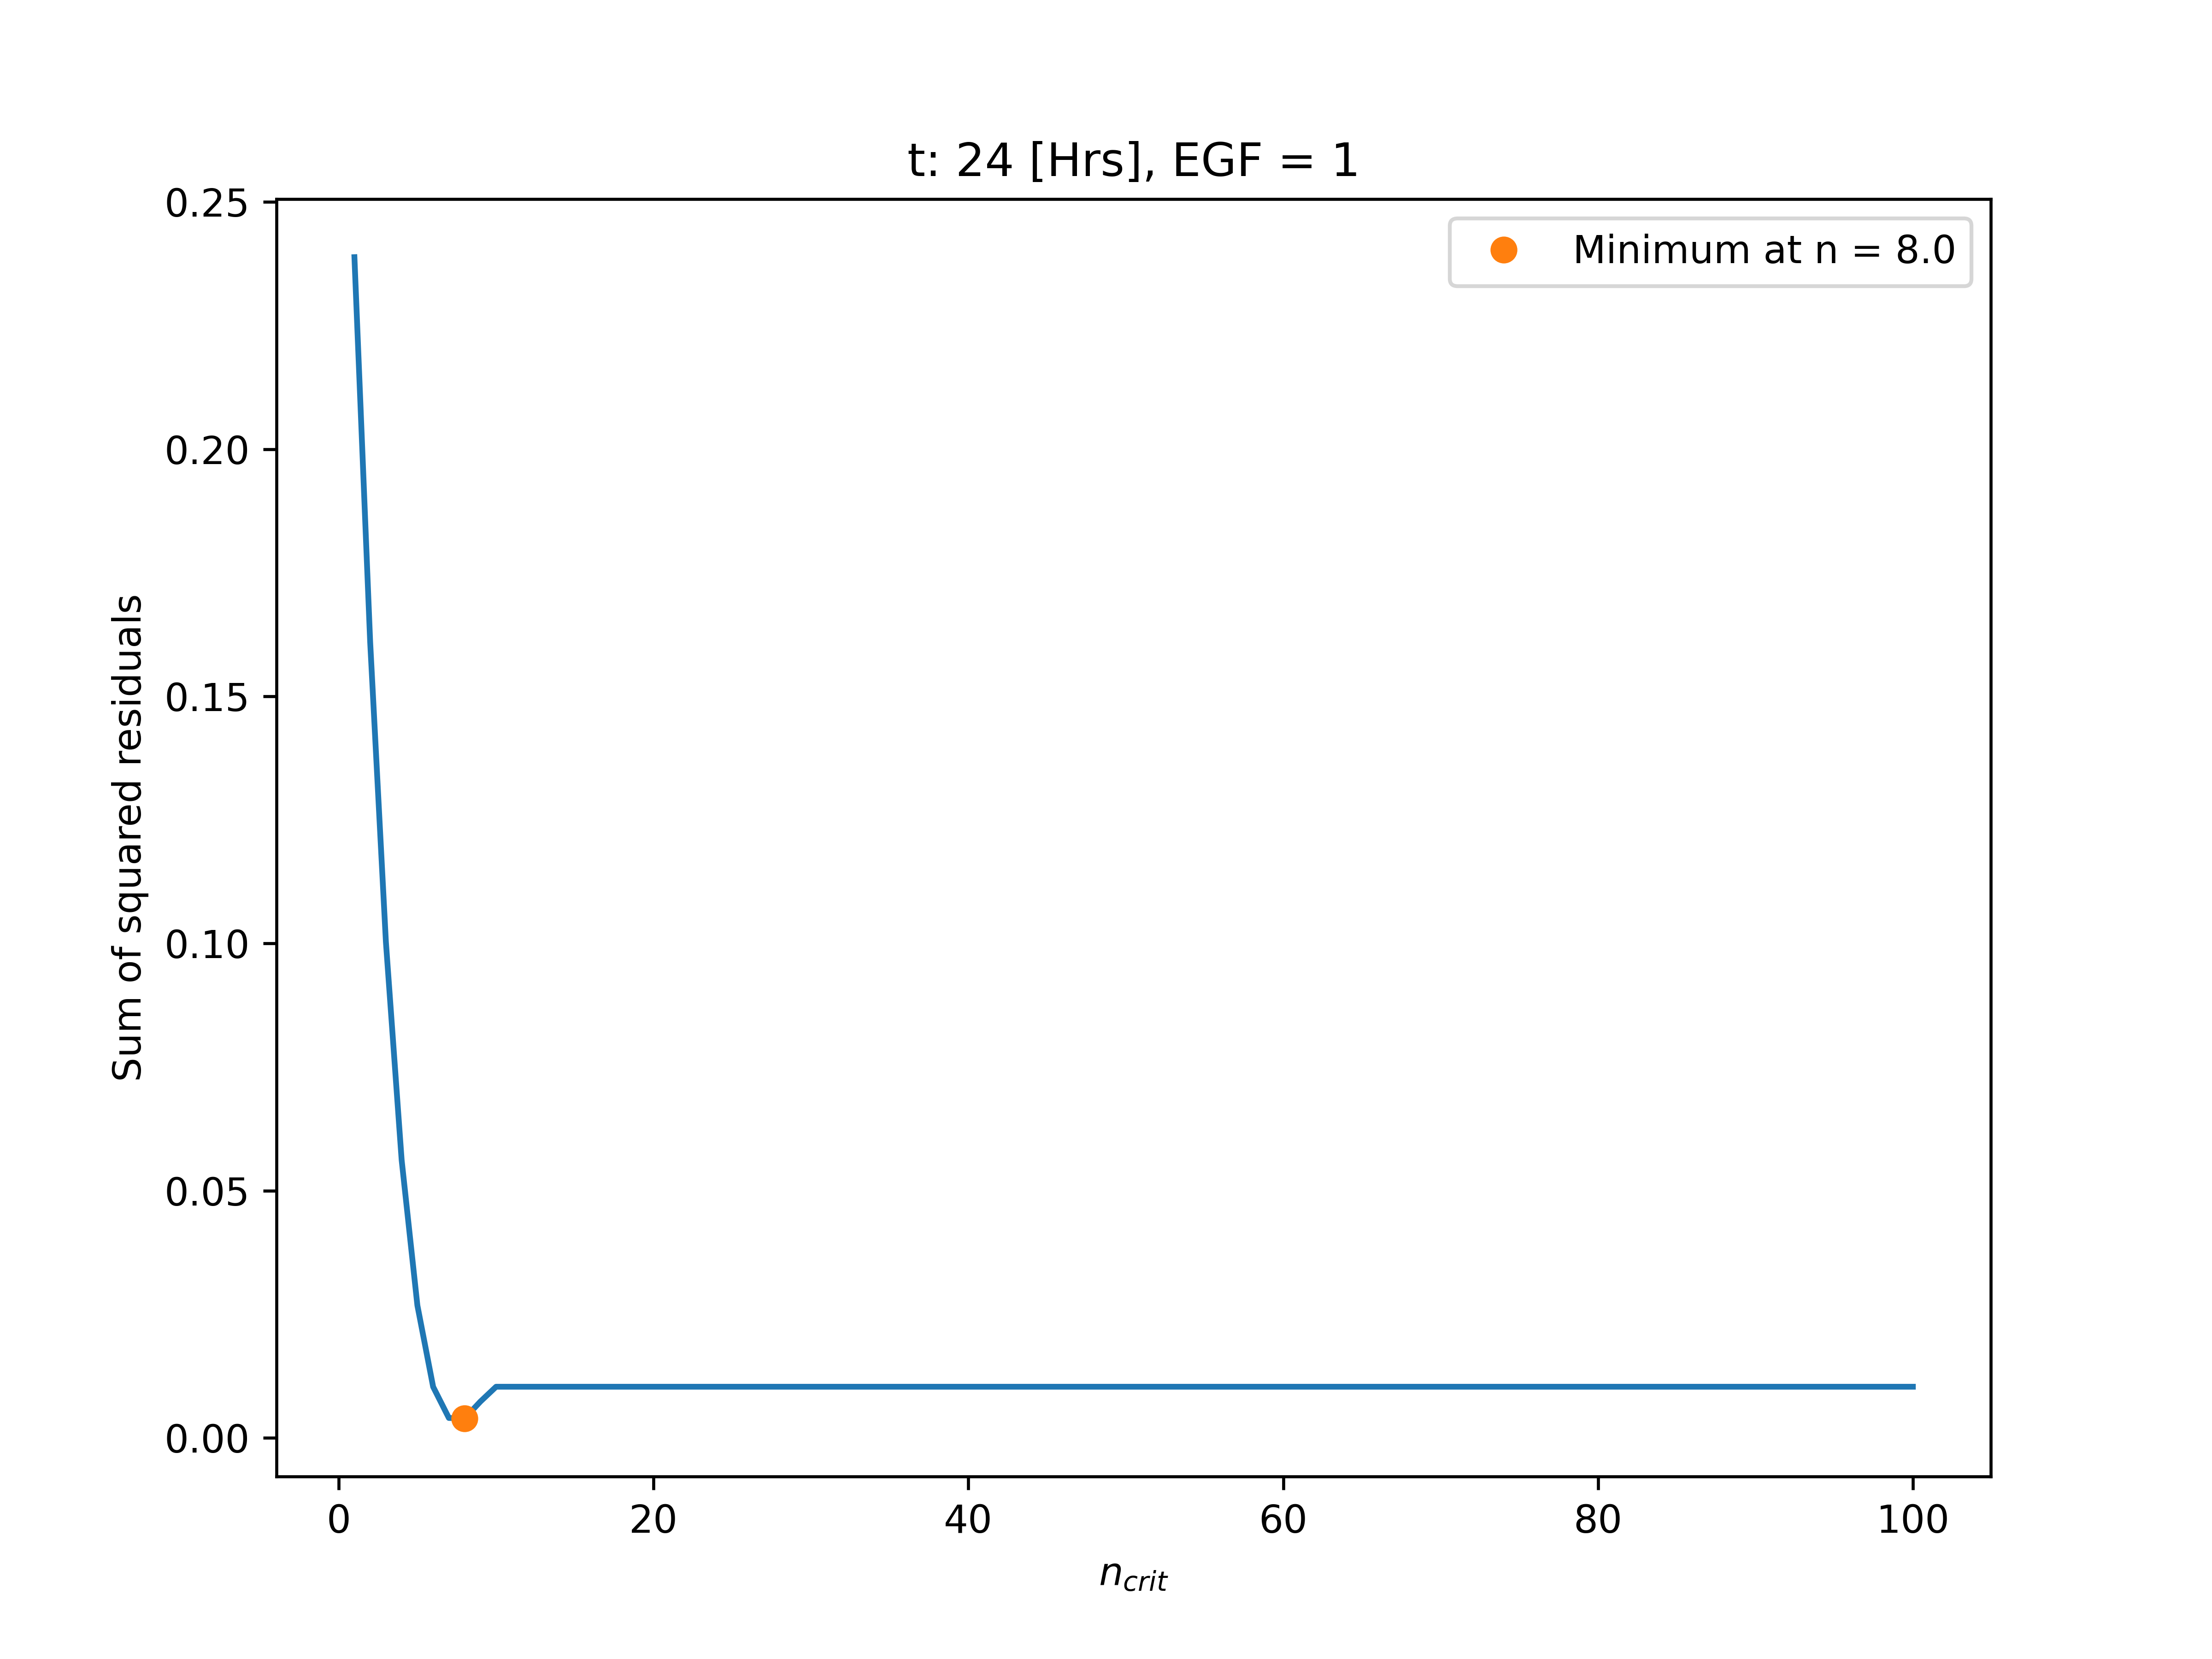 t: 24 [Hrs], EGF = 1
Minimum at n = 8.0
0.25
0.20
0.15
0.10
0.05
0.00
Sum of squared residuals
0 20 40 60 80 100
n_crit